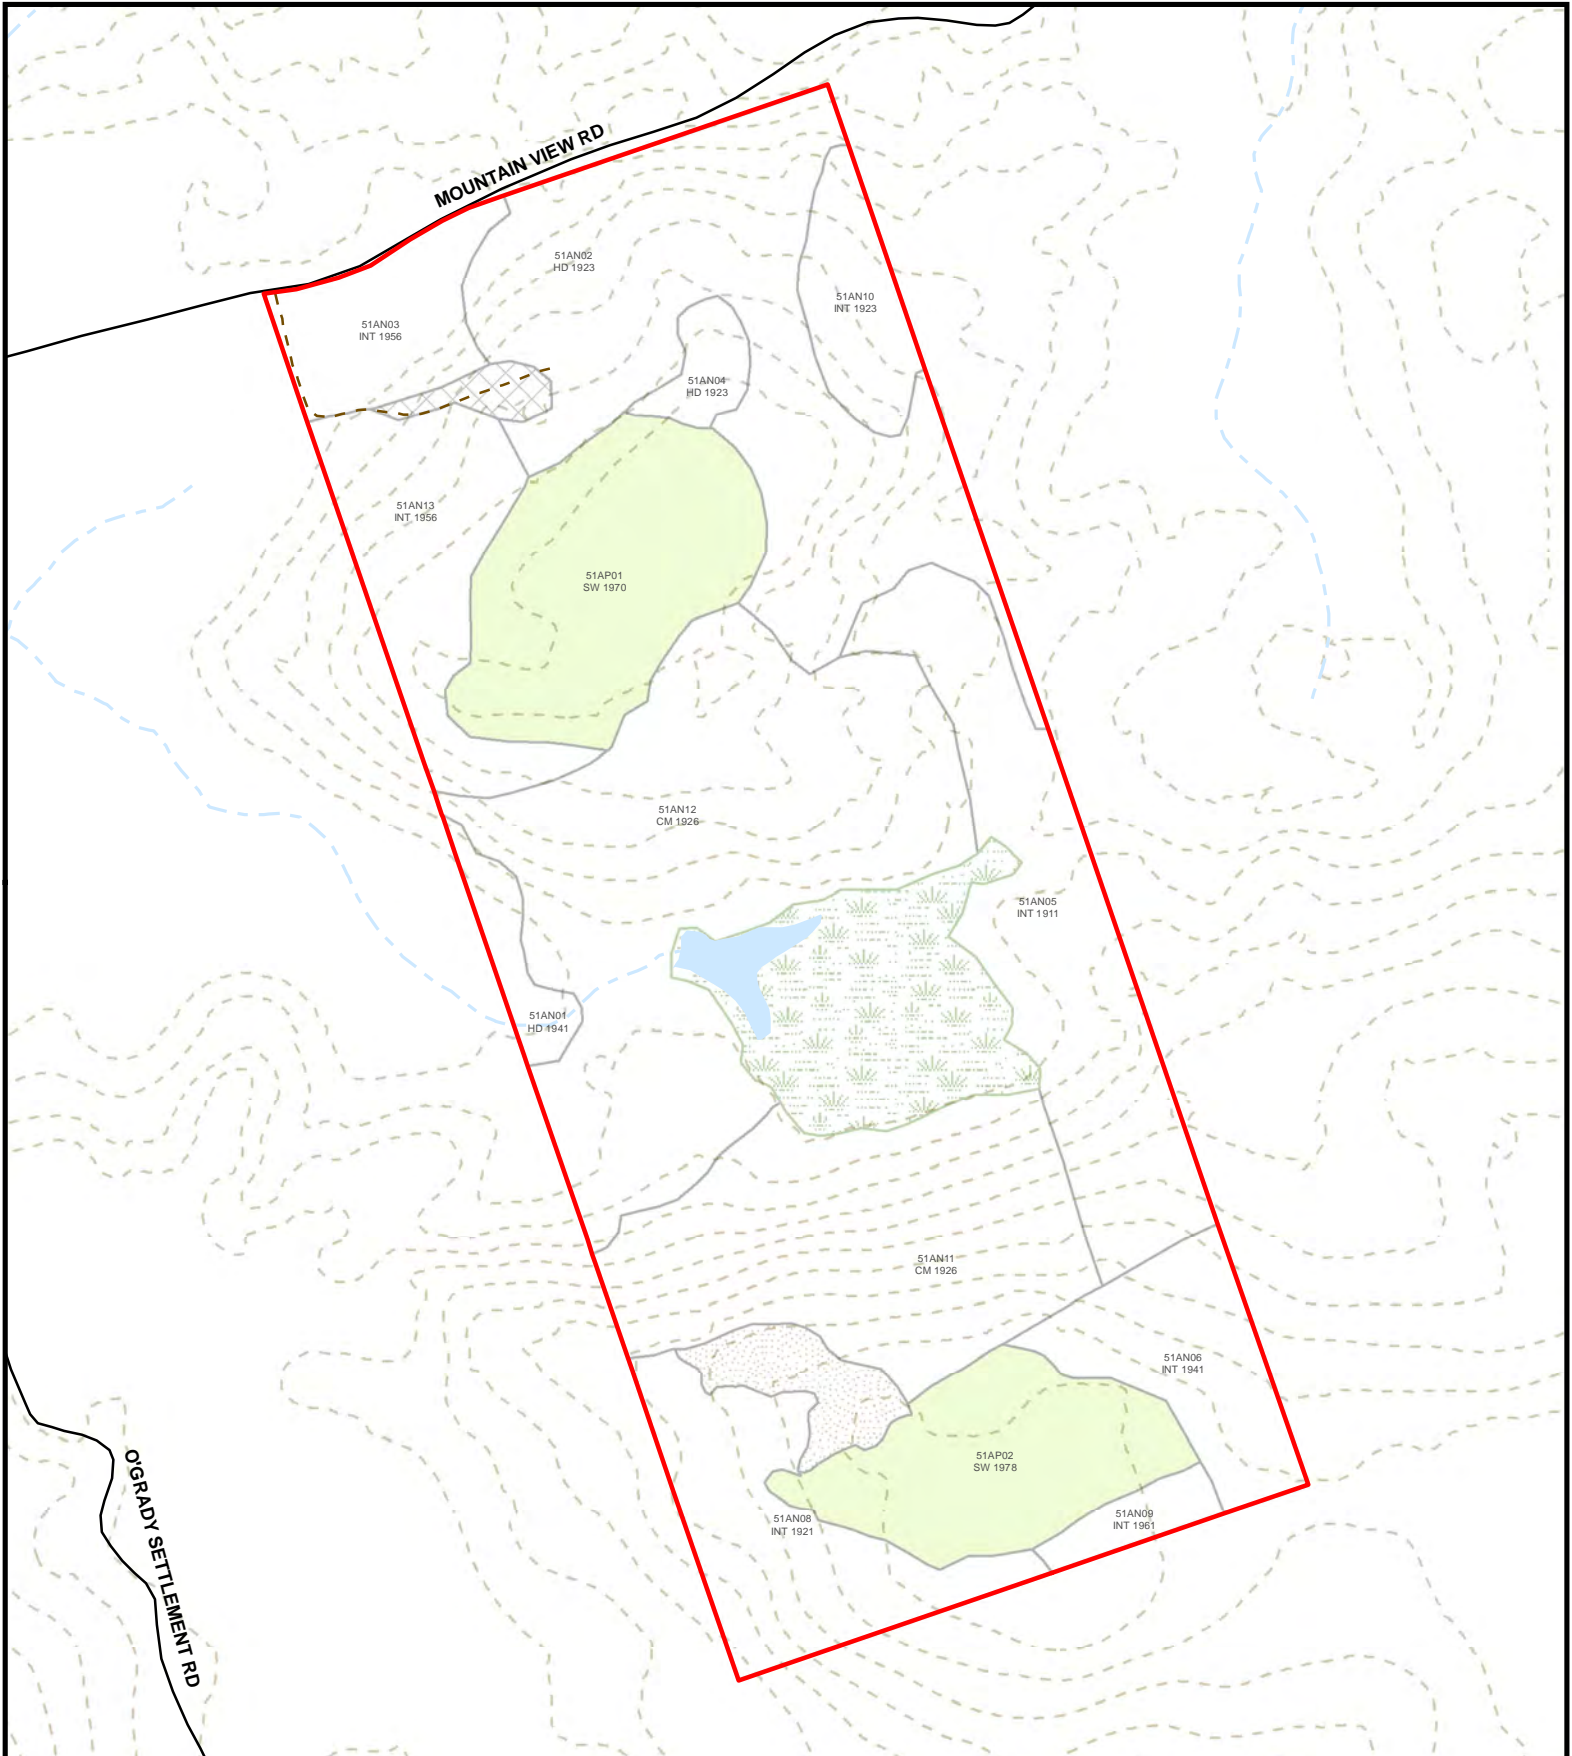 MOUNTAIN VIEW RD
51AN02
HD 1923
51AN10
INT 1923
51AN03
INT 1956
51AN04
HD 1923
51AN13
INT 1956
51AP01
SW 1970
51AN12
CM 1926
51AN05
INT 1911
51AN01
HD 1941
51AN11
CM 1926
51AN06
INT 1941
51AP02
SW 1978
51AN09
INT 1961
51AN08
INT 1921
O'GRADY SETTLEMENT RD